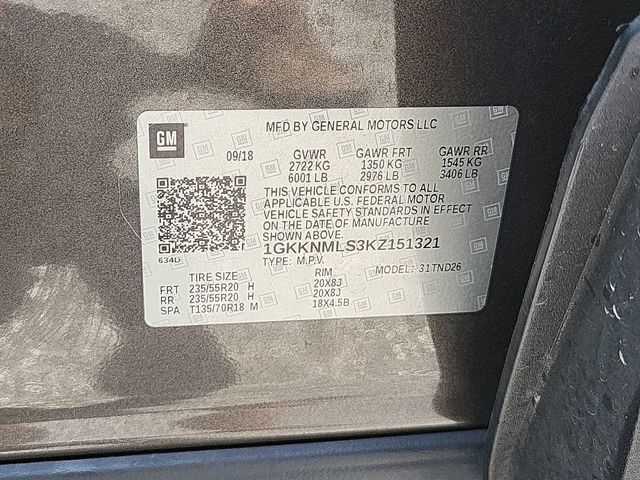 GM
MFD BY GENERAL MOTORS LLC
09/18 GVWR GAWR FRT GAWR RR
2722 KG 1350 KG 1545 KG
6001 LB 2976 LB 3406 LB
THIS VEHICLE CONFORMS TO ALL
APPLICABLE U.S. FEDERAL MOTOR
VEHICLE SAFETY STANDARDS IN EFFECT
ON THE DATE OF MANUFACTURE
SHOWN ABOVE.
634D 1GKKNMLS3KZ151321
TYPE: M.P.V. MODEL: 31TND26
TIRE SIZE RIM
FRT 235/55R20 H 20X8J
RR 235/55R20 H 20X8J
SPA T135/70R18 M 18X4.5B